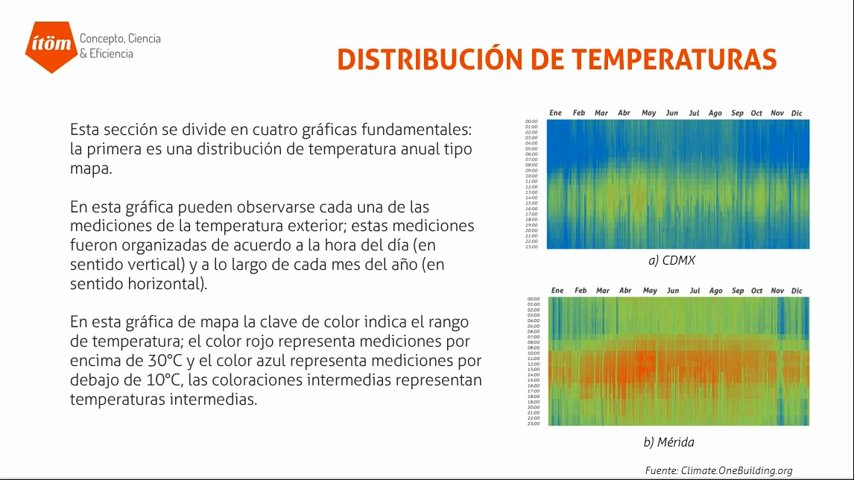 ítöm
Concepto, Ciencia
& Eficiencia
DISTRIBUCIÓN DE TEMPERATURAS
Esta sección se divide en cuatro gráficas fundamentales:
la primera es una distribución de temperatura anual tipo
mapa.
En esta gráfica pueden observarse cada una de las
mediciones de la temperatura exterior; estas mediciones
fueron organizadas de acuerdo a la hora del día (en
sentido vertical) y a lo largo de cada mes del año (en
sentido horizontal).
En esta gráfica de mapa la clave de color indica el rango
de temperatura; el color rojo representa mediciones por
encima de 30°C y el color azul representa mediciones por
debajo de 10°C, las coloraciones intermedias representan
temperaturas intermedias.
Ene Feb Mar Abr May Jun Jul Ago Sep Oct Nov Dic
a) CDMX
Ene Feb Mar Abr May Jun Jul Ago Sep Oct Nov Dic
b) Mérida
Fuente: Climate.OneBuilding.org